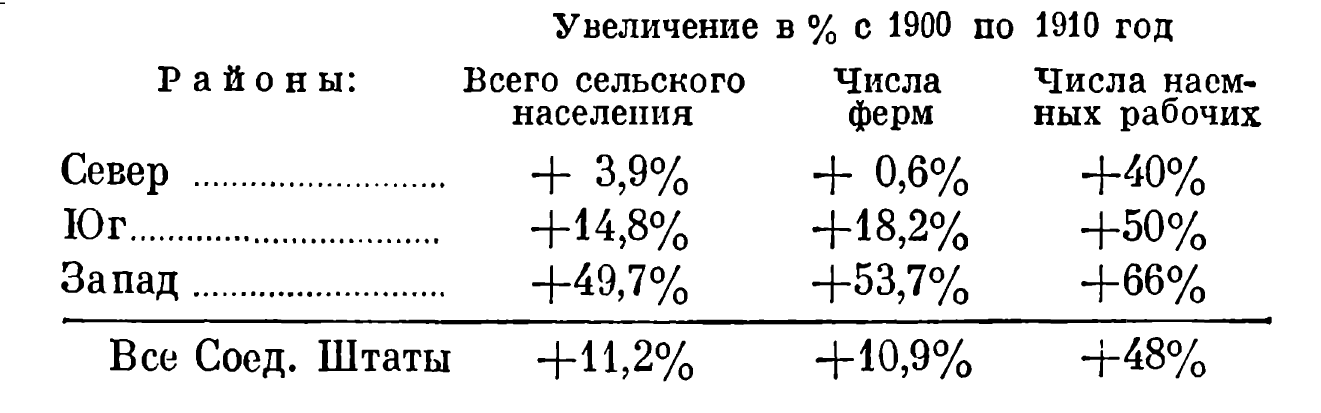 Увеличение в % с 1900 по 1910 год
Районы: Всего сельского Числа Числа наем-
населения ферм ных рабочих
Север ........................... + 3,9% + 0,6% +40%
Юг................................. +14,8% +18,2% +50%
Запад ........................... +49,7% +53,7% +66%
Все Соед. Штаты +11,2% +10,9% +48%